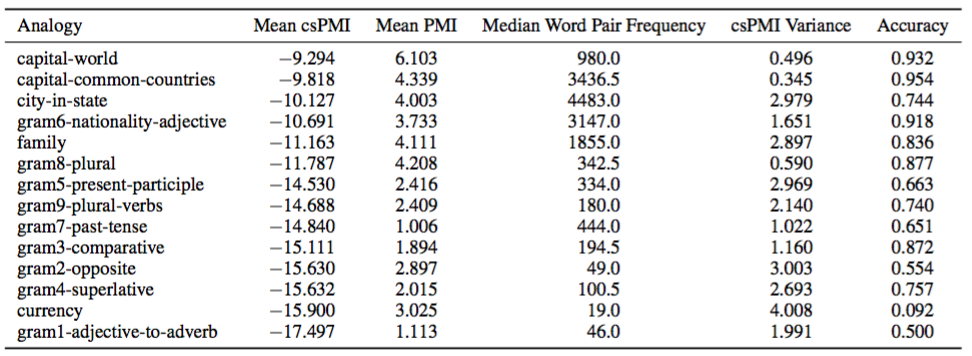 Analogy Mean csPMI Mean PMI Median Word Pair Frequency csPMI Variance Accuracy
capital-world −9.294 6.103 980.0 0.496 0.932
capital-common-countries −9.818 4.339 3436.5 0.345 0.954
city-in-state −10.127 4.003 4483.0 2.979 0.744
gram6-nationality-adjective −10.691 3.733 3147.0 1.651 0.918
family −11.163 4.111 1855.0 2.897 0.836
gram8-plural −11.787 4.208 342.5 0.590 0.877
gram5-present-participle −14.530 2.416 334.0 2.969 0.663
gram9-plural-verbs −14.688 2.409 180.0 2.140 0.740
gram7-past-tense −14.840 1.006 444.0 1.022 0.651
gram3-comparative −15.111 1.894 194.5 1.160 0.872
gram2-opposite −15.630 2.897 49.0 3.003 0.554
gram4-superlative −15.632 2.015 100.5 2.693 0.757
currency −15.900 3.025 19.0 4.008 0.092
gram1-adjective-to-adverb −17.497 1.113 46.0 1.991 0.500